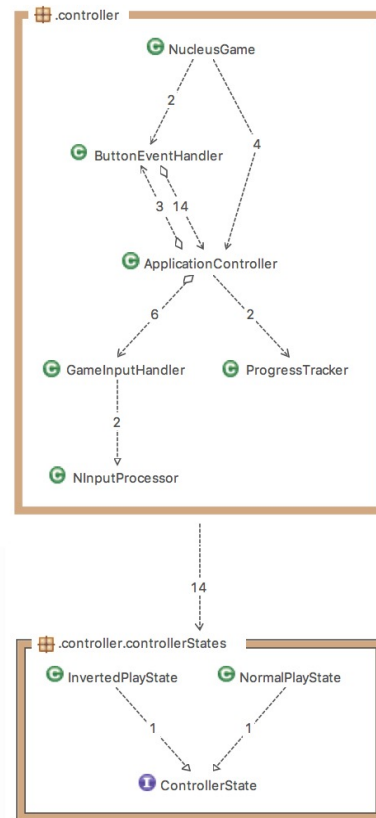 .controller
C NucleusGame
2
C ButtonEventHandler
4
3 14
C ApplicationController
6 2
C GameInputHandler C ProgressTracker
2
C NInputProcessor
14
.controller.controllerStates
C InvertedPlayState C NormalPlayState
1 1
I ControllerState